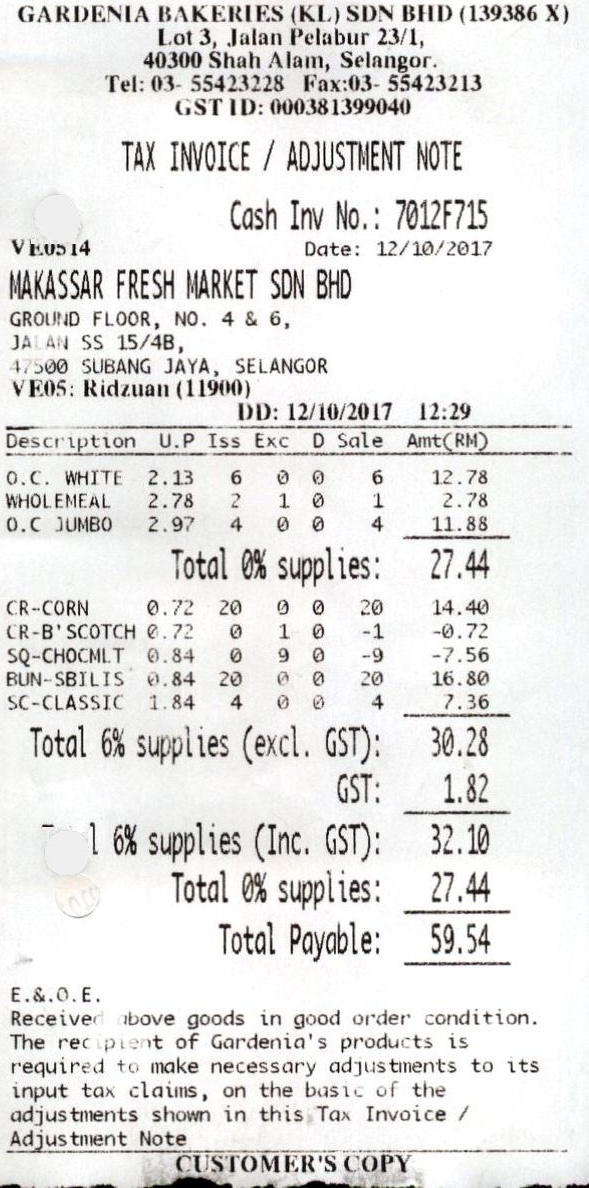 GARDENIA BAKERIES (KL) SDN BHD (139386 X)
Lot 3, Jalan Pelabur 23/1,
40300 Shah Alam, Selangor.
Tel: 03- 55423228 Fax:03- 55423213
GST ID: 000381399040
TAX INVOICE / ADJUSTMENT NOTE
Cash Inv No.: 7012F715
VE0514 Date: 12/10/2017
MAKASSAR FRESH MARKET SDN BHD
GROUND FLOOR, NO. 4 & 6,
JALAN SS 15/4B,
47500 SUBANG JAYA, SELANGOR
VE05: Ridzuan (11900)
DD: 12/10/2017 12:29
Description U.P Iss Exc D Sale Amt(RM)
O.C. WHITE 2.13 6 0 0 6 12.78
WHOLEMEAL 2.78 2 1 0 1 2.78
O.C JUMBO 2.97 4 0 0 4 11.88
Total 0% supplies: 27.44
CR-CORN 0.72 20 0 0 20 14.40
CR-B'SCOTCH 0.72 0 1 0 -1 -0.72
SQ-CHOCMLT 0.84 0 9 0 -9 -7.56
BUN-SBILIS 0.84 20 0 0 20 16.80
SC-CLASSIC 1.84 4 0 0 4 7.36
Total 6% supplies (excl. GST): 30.28
GST: 1.82
6% supplies (Inc. GST): 32.10
Total 0% supplies: 27.44
Total Payable: 59.54
E.&.O.E.
Received above goods in good order condition.
The recipient of Gardenia's products is
required to make necessary adjustments to its
input tax claims, on the basic of the
adjustments shown in this Tax Invoice /
Adjustment Note
CUSTOMER'S COPY